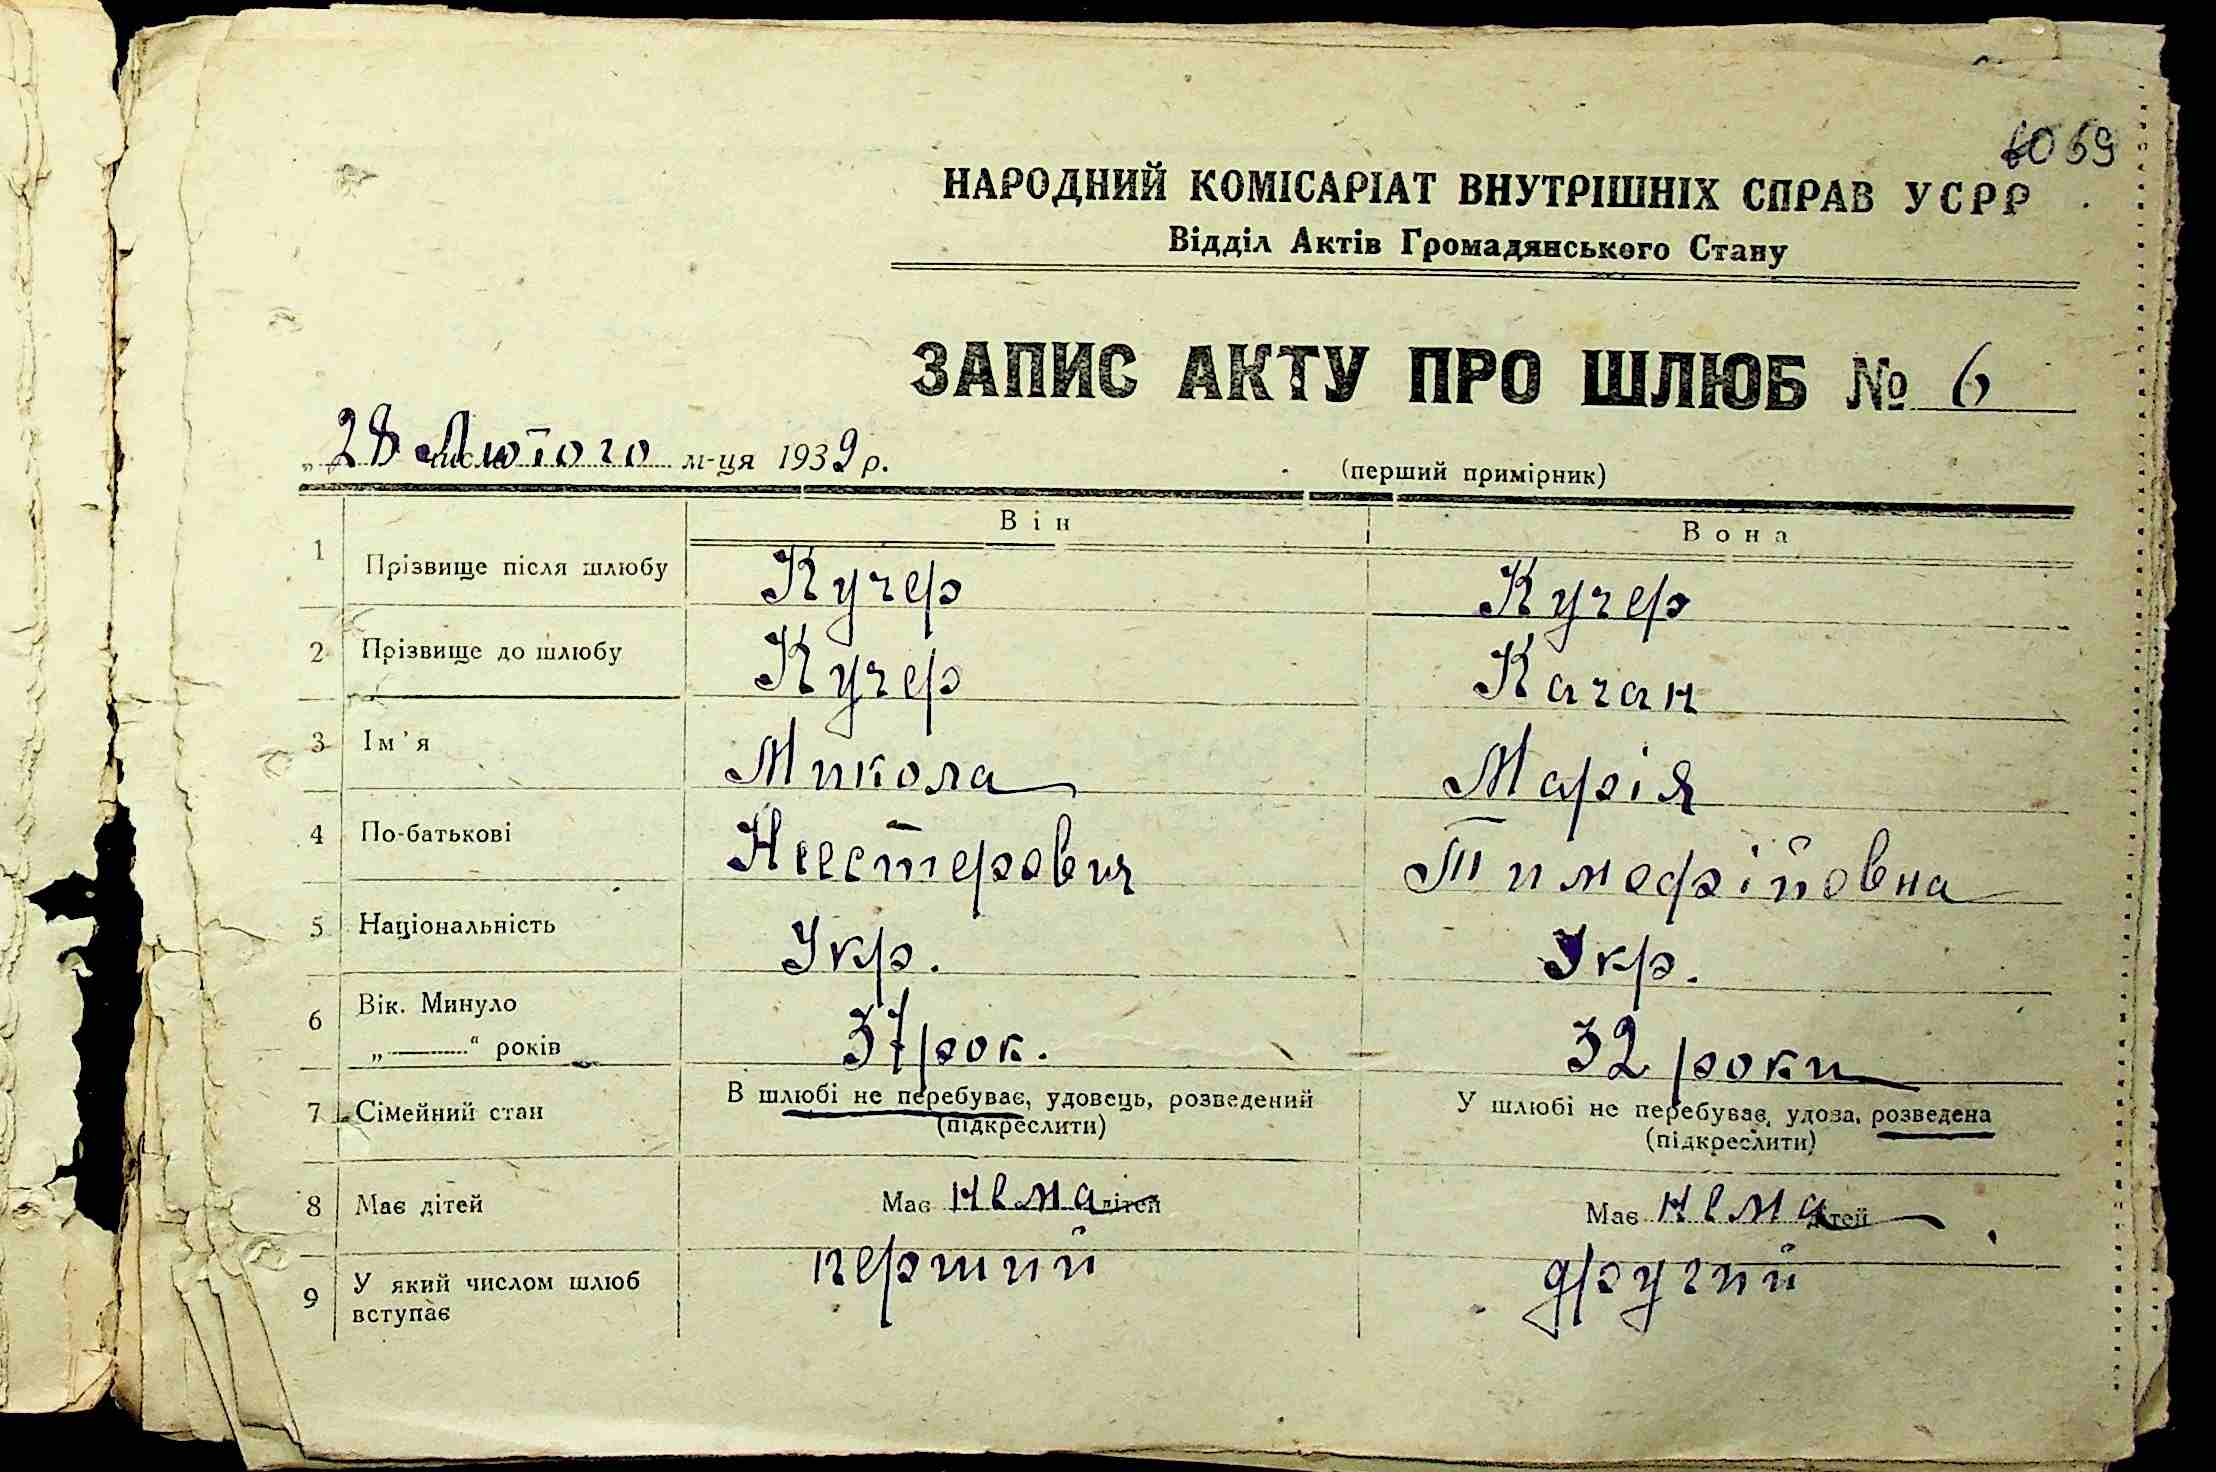 69
НАРОДНИЙ КОМІСАРІАТ ВНУТРІШНІХ СПРАВ УСРР
Відділ Актів Громадянського Стану
ЗАПИС АКТУ ПРО ШЛЮБ № 6
„28 Лютого м-ця 1939 р.
(перший примірник)
Він Вона
1 Прізвище після шлюбу Кучер Кучер
2 Прізвище до шлюбу Кучер Качан
3 Ім'я Микола Марія
4 По-батькові Нестерович Тимофійовна
5 Національність Укр. Укр.
6 Вік. Минуло
„———“ років 37 рок. 32 роки
7 Сімейний стан В шлюбі не перебуває, удовець, розведений У шлюбі не перебуває, удова, розведена
(підкреслити) (підкреслити)
8 Має дітей Має нема дітей Має нема дітей
9 У який числом шлюб
вступає перший другий